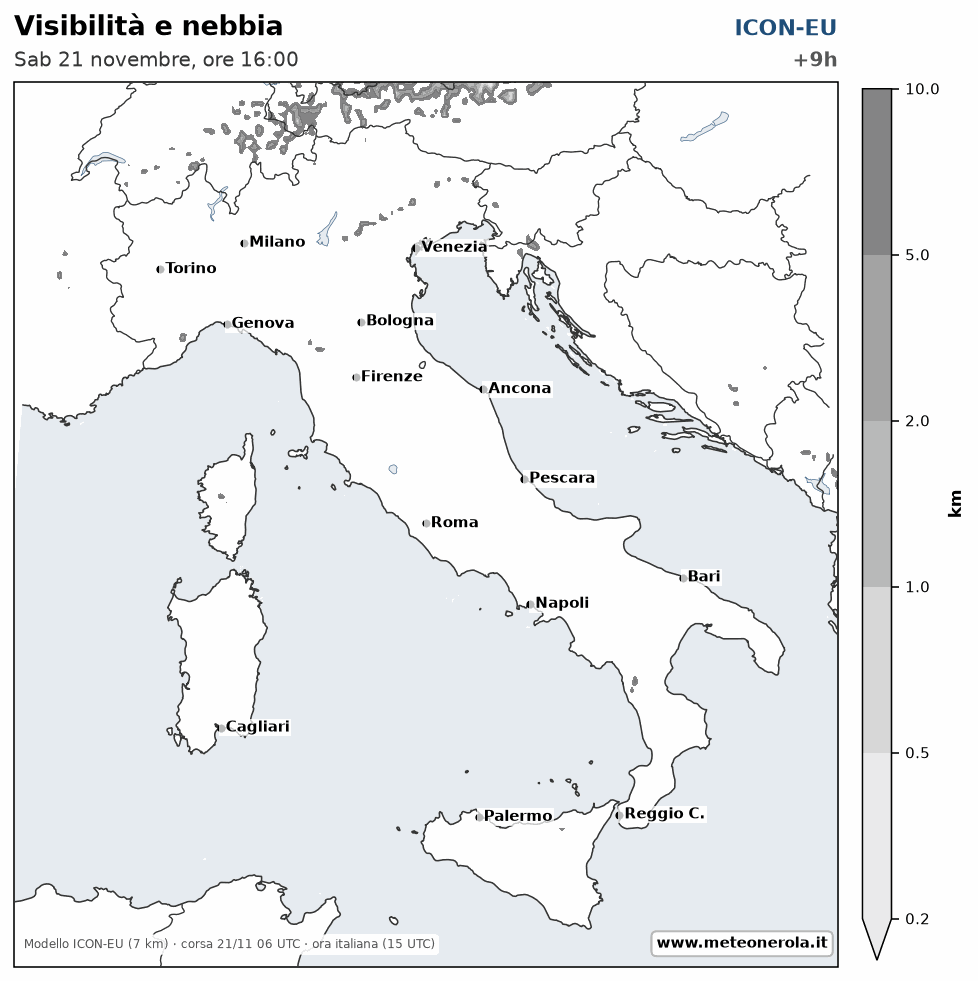 Visibilità e nebbia
ICON-EU
Sab 21 novembre, ore 16:00
+9h
10.0
5.0
2.0
1.0
0.5
0.2
km
Milano
Venezia
Torino
Genova
Bologna
Firenze
Ancona
Pescara
Roma
Bari
Napoli
Cagliari
Palermo
Reggio C.
Modello ICON-EU (7 km) · corsa 21/11 06 UTC · ora italiana (15 UTC)
www.meteonerola.it